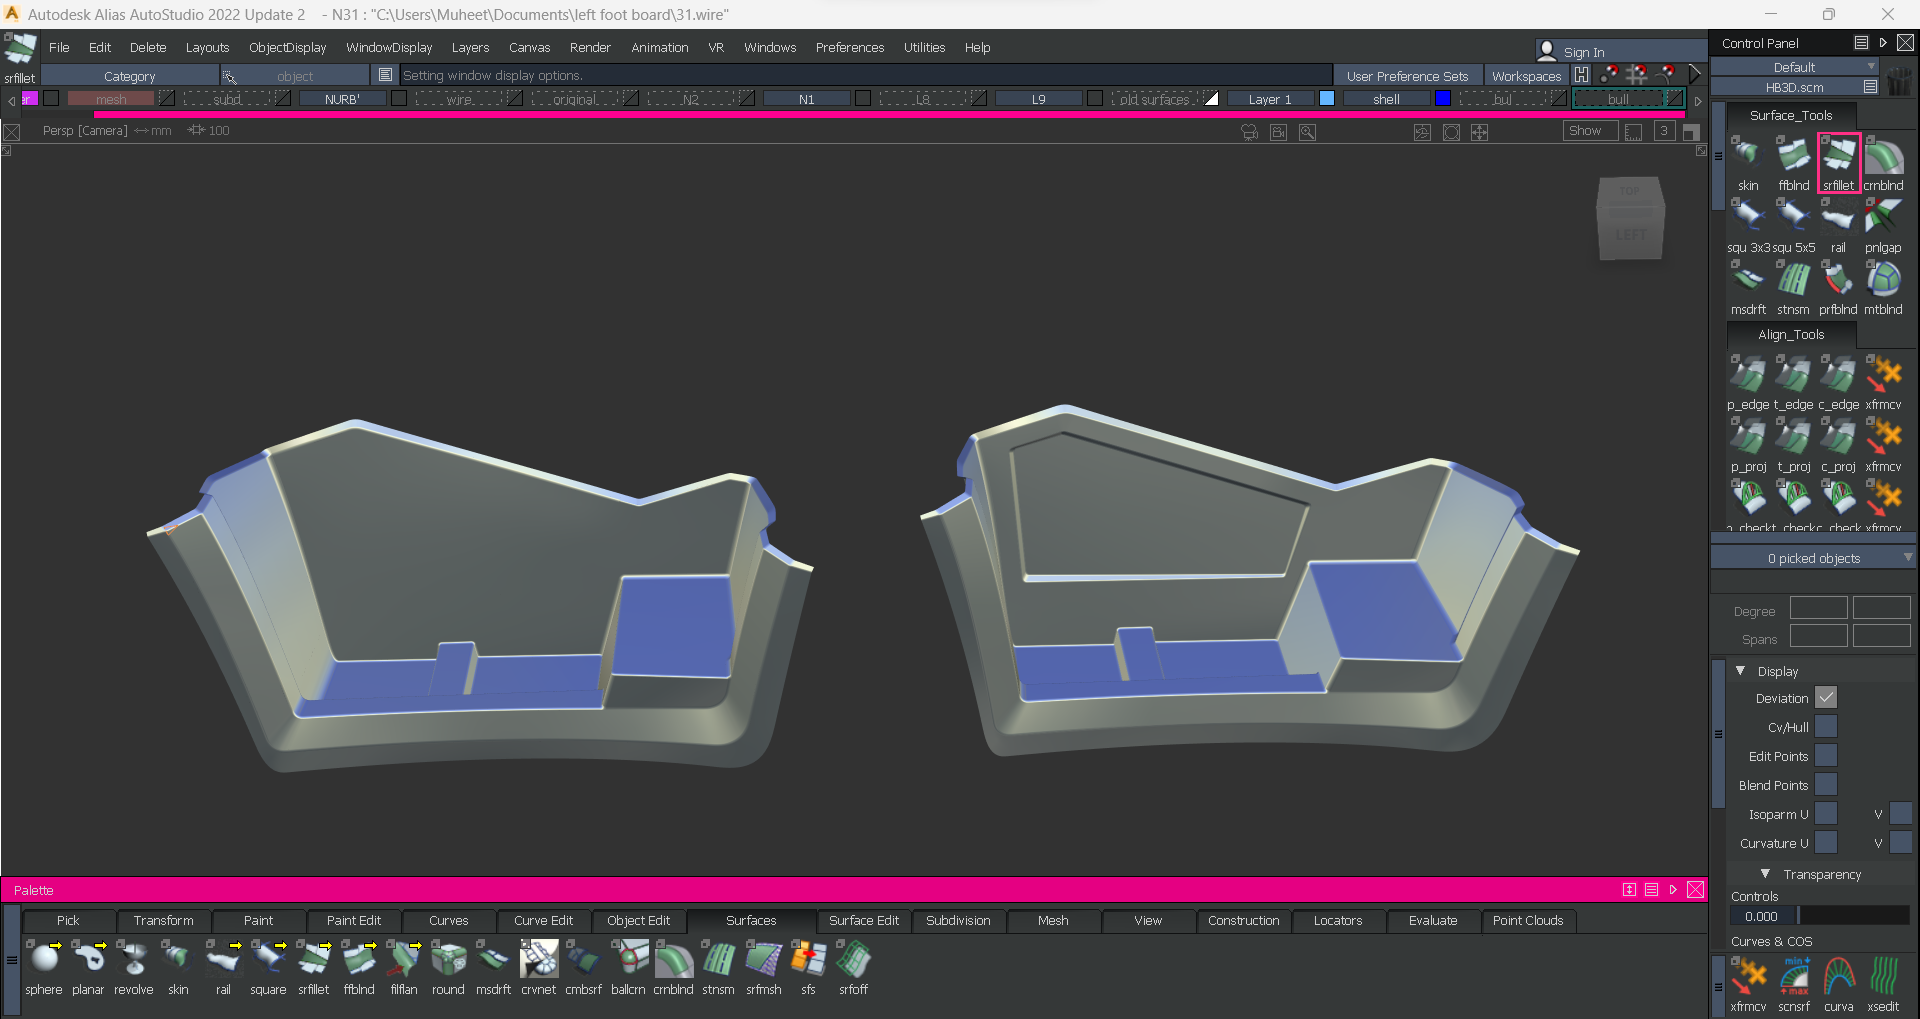 Autodesk Alias AutoStudio 2022 Update 2 - N31 : "C:\Users\Muheet\Documents\left foot board\31.wire"
File Edit Delete Layouts ObjectDisplay WindowDisplay Layers Canvas Render Animation VR Windows Preferences Utilities Help
Sign In
srfillet
Category
object
Setting window display options.
User Preference Sets
Workspaces
er
mesh
subd
NURB'
wire
original
N2
N1
L8
L9
old surfaces
Layer 1
shell
bul
bull
Persp [Camera] mm 100
Show
3
TOP
LEFT
Control Panel
Default
HB3D.scm
Surface_Tools
skin ffblnd srfillet crnblnd
squ 3x3 squ 5x5 rail pnlgap
msdrft stnsm prfblnd mtblnd
Align_Tools
p_edge t_edge c_edge xfrmcv
p_proj t_proj c_proj xfrmcv
checkt checkc check xfrmcv
0 picked objects
Degree
Spans
Display
Deviation
Cv/Hull
Edit Points
Blend Points
Isoparm U V
Curvature U V
Transparency
Controls
0.000
Curves & COS
min
max
xfrmcv scnsrf curva xsedit
Palette
Pick Transform Paint Paint Edit Curves Curve Edit Object Edit Surfaces Surface Edit Subdivision Mesh View Construction Locators Evaluate Point Clouds
sphere planar revolve skin rail square srfillet ffblnd filflan round msdrft crvnet cmbsrf ballcrn crnblnd stnsm srfmsh sfs srfoff